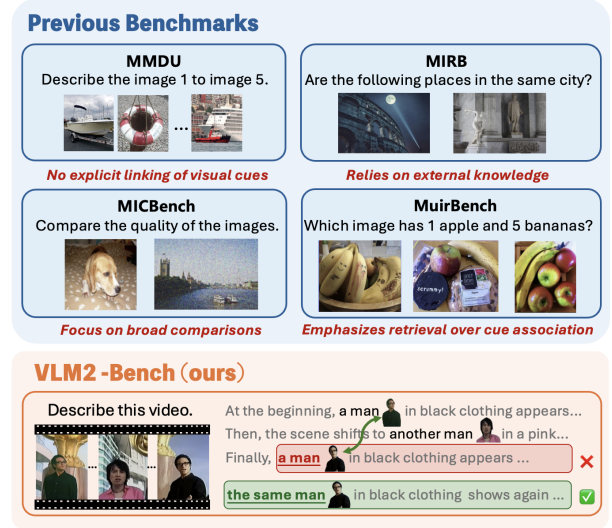 Previous Benchmarks
MMDU
Describe the image 1 to image 5.
...
No explicit linking of visual cues
MIRB
Are the following places in the same city?
Relies on external knowledge
MICBench
Compare the quality of the images.
Focus on broad comparisons
MuirBench
Which image has 1 apple and 5 bananas?
scrummy!
Emphasizes retrieval over cue association
VLM2 -Bench (ours)
Describe this video.
... ...
At the beginning, a man in black clothing appears...
Then, the scene shifts to another man in a pink...
Finally, a man in black clothing appears ...
the same man in black clothing shows again ...